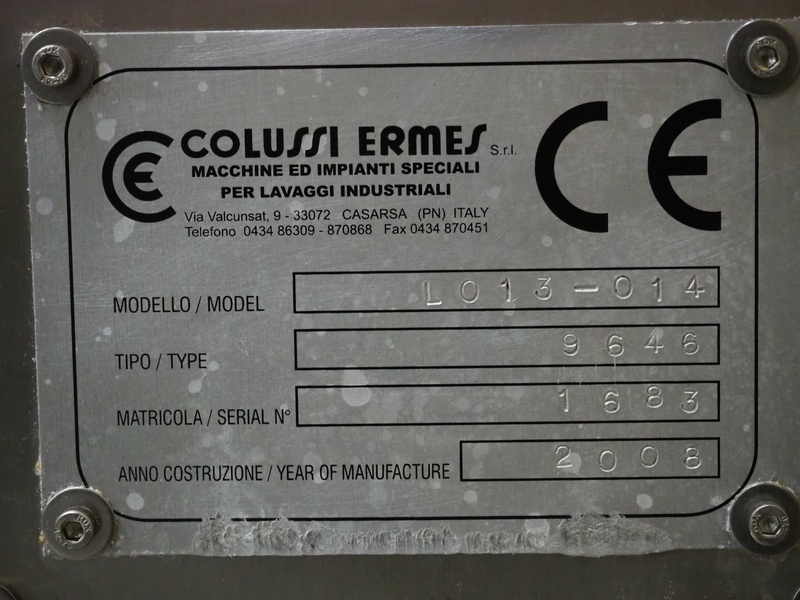 CE COLUSSI ERMES S.r.l.
MACCHINE ED IMPIANTI SPECIALI
PER LAVAGGI INDUSTRIALI
Via Valcunsat, 9 - 33072 CASARSA (PN) ITALY
Telefono 0434 86309 - 870868 Fax 0434 870451
CE
MODELLO / MODEL LO13-014
TIPO / TYPE 9646
MATRICOLA / SERIAL N° 1683
ANNO COSTRUZIONE / YEAR OF MANUFACTURE 2008